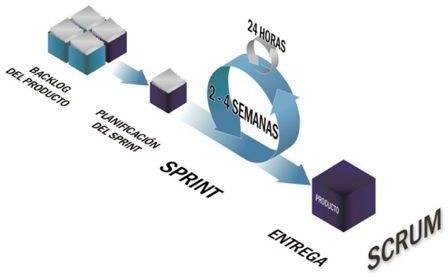 24 HORAS
BACKLOG
DEL PRODUCTO
2 - 4 SEMANAS
PLANIFICACIÓN
DEL SPRINT
SPRINT
PRODUCTO
ENTREGA
SCRUM